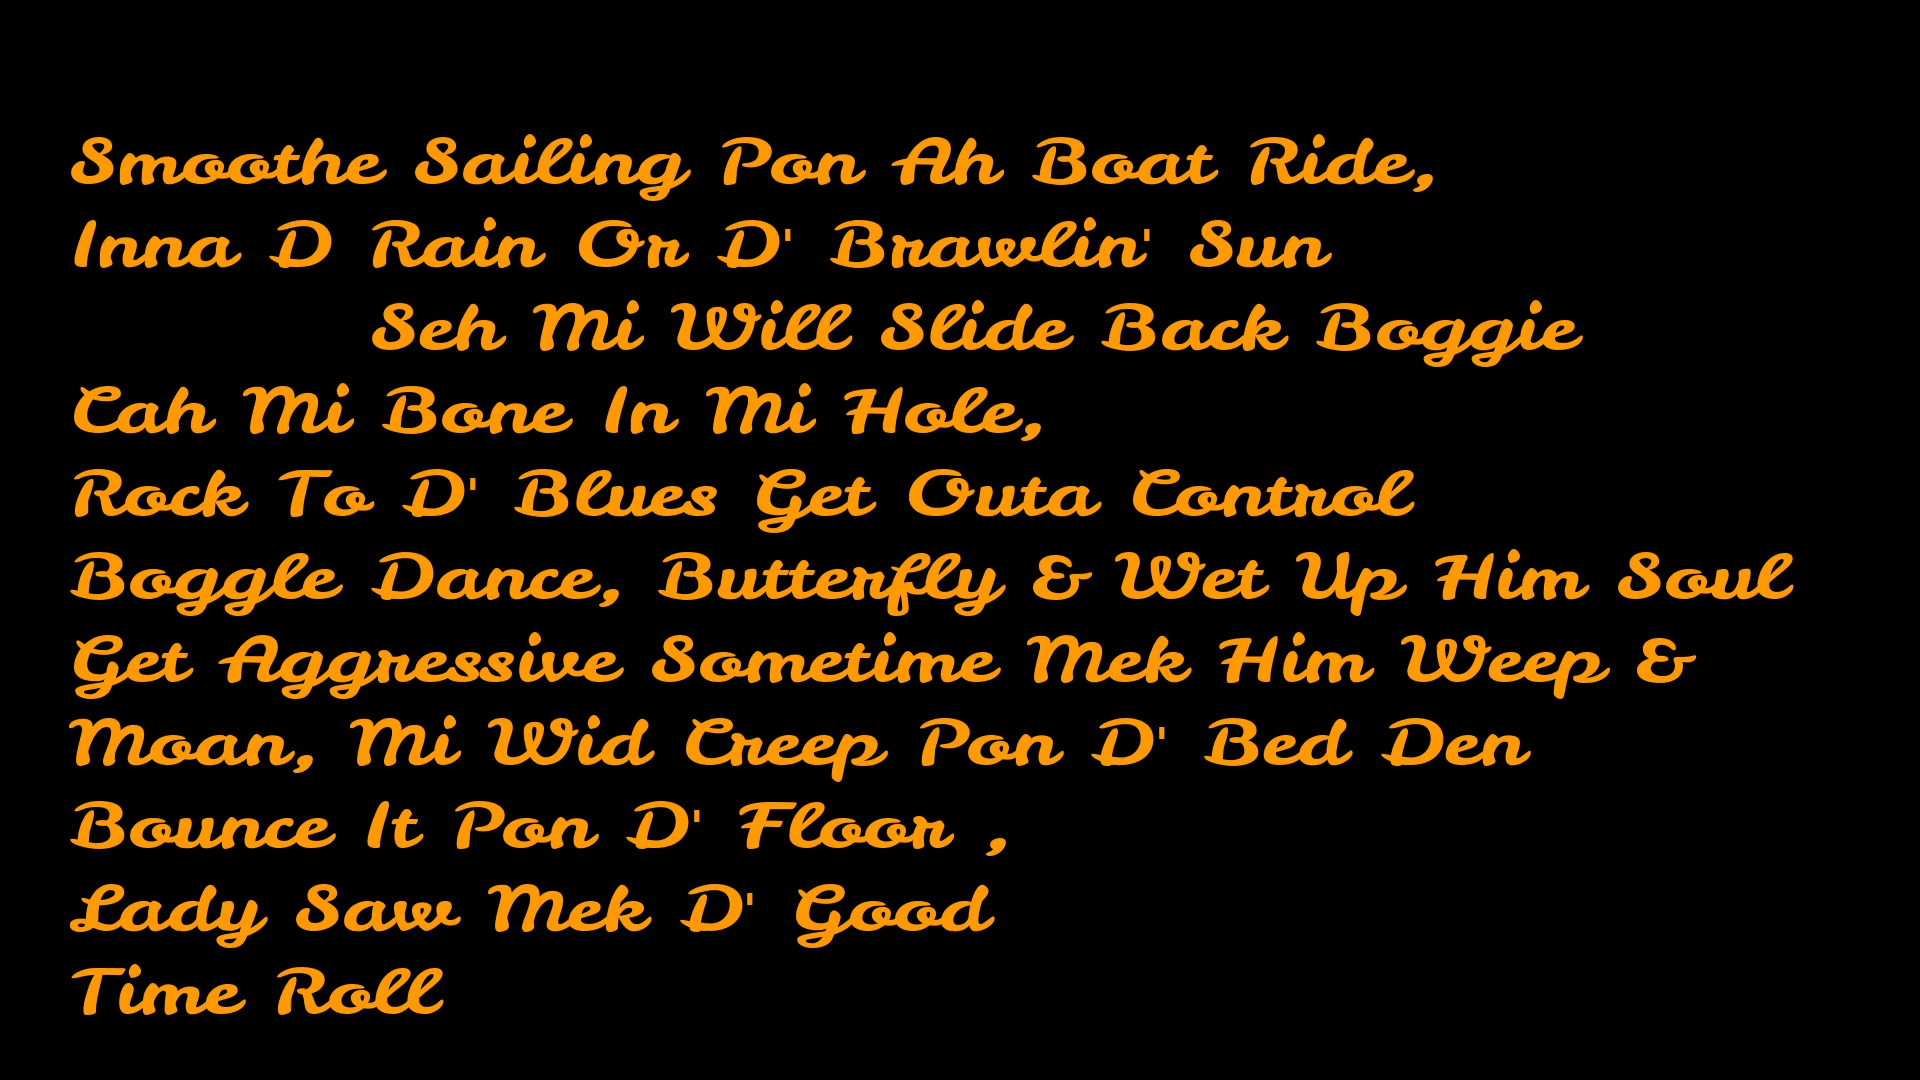 Smoothe Sailing Pon Ah Boat Ride,
Inna D Rain Or D' Brawlin' Sun
Seh Mi Will Slide Back Boggie
Cah Mi Bone In Mi Hole,
Rock To D' Blues Get Outa Control
Boggle Dance, Butterfly & Wet Up Him Soul
Get Aggressive Sometime Mek Him Weep &
Moan, Mi Wid Creep Pon D' Bed Den
Bounce It Pon D' Floor ,
Lady Saw Mek D' Good
Time Roll